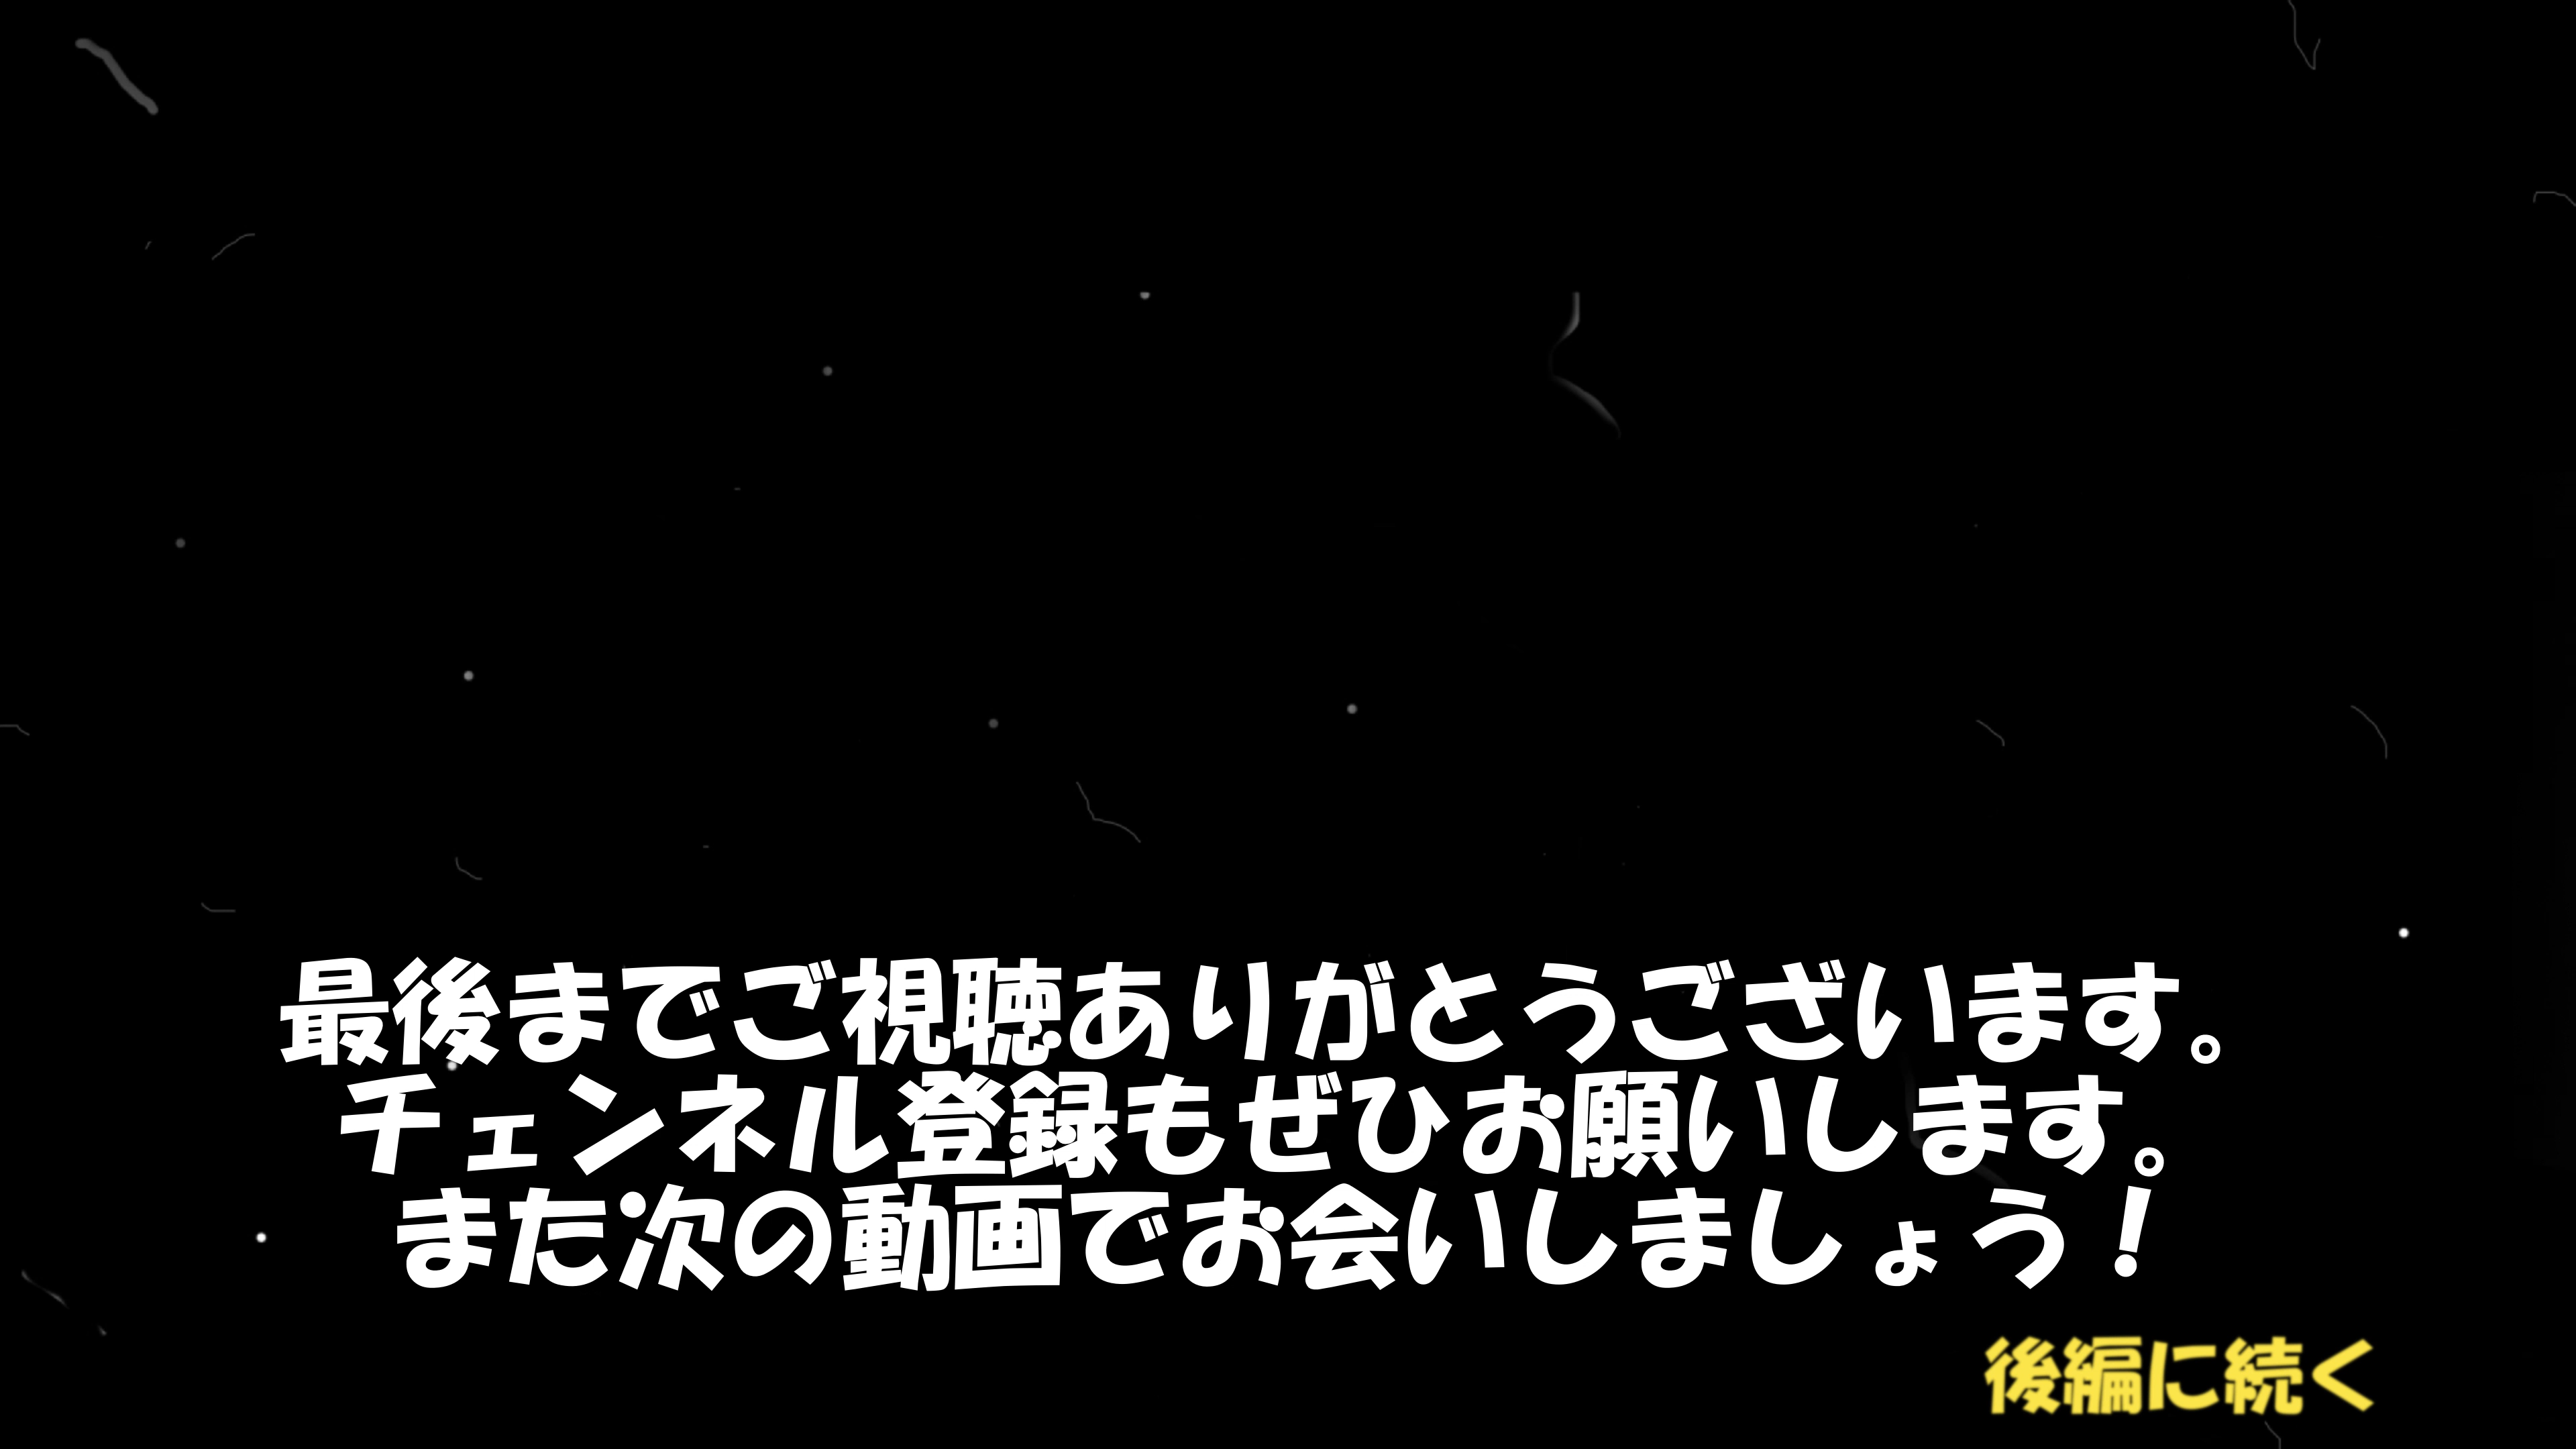 最後までご視聴ありがとうございます。
チェンネル登録もぜひお願いします。
また次の動画でお会いしましょう！
後編に続く